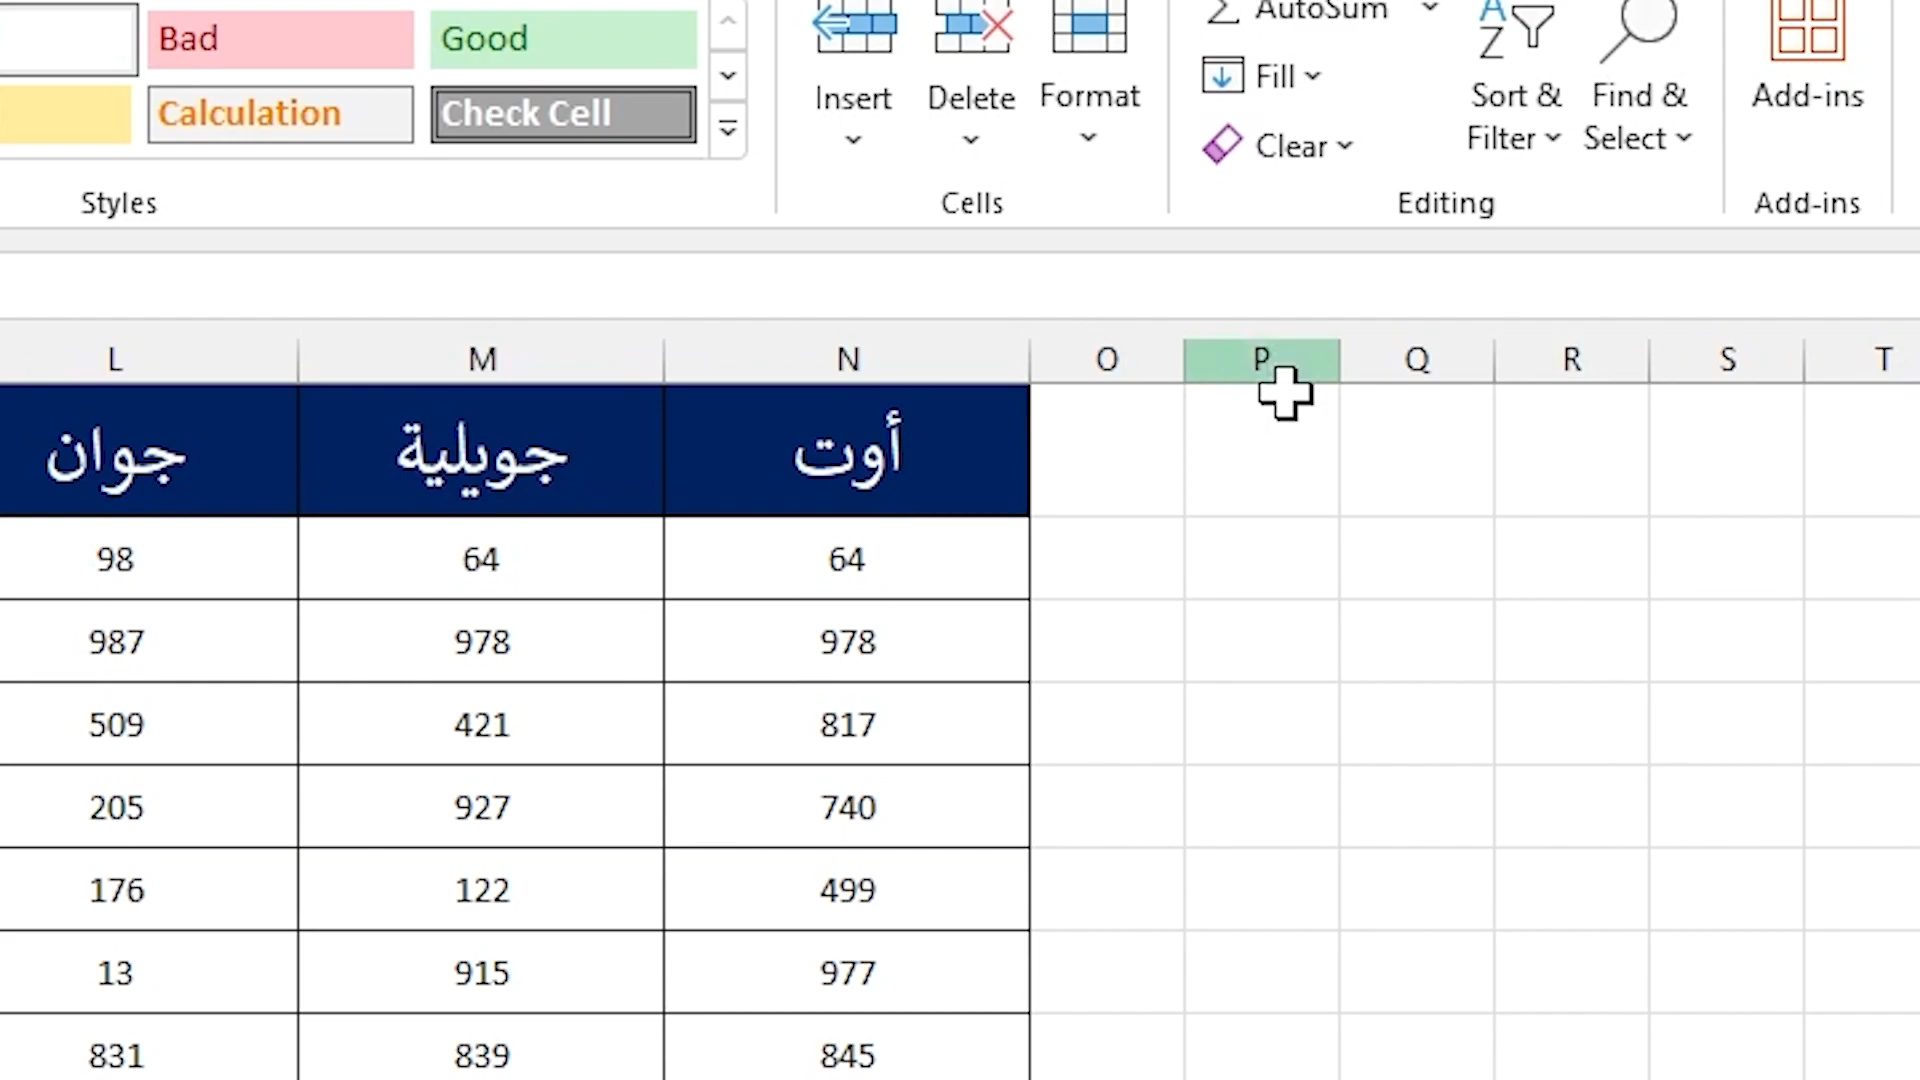 Bad Good
Calculation Check Cell
Styles
Insert Delete Format
Cells
AutoSum
Fill
Clear
Sort & Filter
Find & Select
Editing
Add-ins
Add-ins
L M N O P Q R S T
جوان جويلية أوت
98 64 64
987 978 978
509 421 817
205 927 740
176 122 499
13 915 977
831 839 845